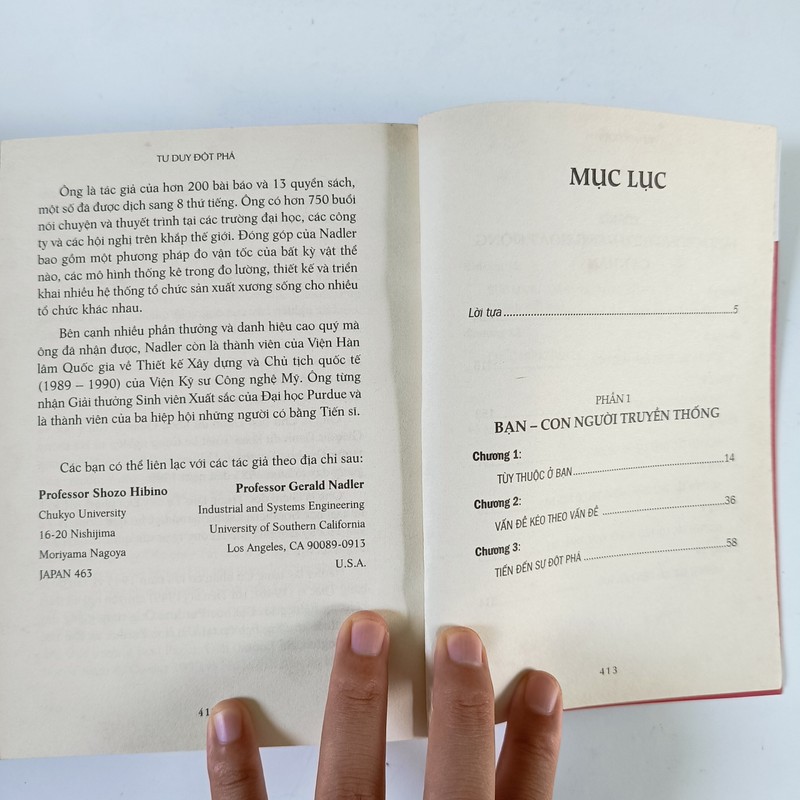 TƯ DUY ĐỘT PHÁ
Ông là tác giả của hơn 200 bài báo và 13 quyển sách,
một số đã được dịch sang 8 thứ tiếng. Ông có hơn 750 buổi
nói chuyện và thuyết trình tại các trường đại học, các công
ty và các hội nghị trên khắp thế giới. Đóng góp của Nadler
bao gồm một phương pháp đo vận tốc của bất kỳ vật thể
nào, các mô hình thống kê trong đo lường, thiết kế và triển
khai nhiều hệ thống tổ chức sản xuất xương sống cho nhiều
tổ chức khác nhau.
Bên cạnh nhiều phần thưởng và danh hiệu cao quý mà
ông đã nhận được, Nadler còn là thành viên của Viện Hàn
lâm Quốc gia về Thiết kế Xây dựng và Chủ tịch quốc tế
(1989 – 1990) của Viện Kỹ sư Công nghệ Mỹ. Ông từng
nhận Giải thưởng Sinh viên Xuất sắc của Đại học Purdue và
là thành viên của ba hiệp hội những người có bằng Tiến sĩ.
Các bạn có thể liên lạc với các tác giả theo địa chỉ sau:
Professor Shozo Hibino
Chukyo University
16-20 Nishijima
Moriyama Nagoya
JAPAN 463
Professor Gerald Nadler
Industrial and Systems Engineering
University of Southern California
Los Angeles, CA 90089-0913
U.S.A.
MỤC LỤC
Lời tựa 5
PHẦN 1
BẠN – CON NGƯỜI TRUYỀN THỐNG
Chương 1:
TÙY THUỘC Ở BẠN 14
Chương 2:
VẤN ĐỀ KÉO THEO VẤN ĐỀ 36
Chương 3:
TIẾN ĐẾN SỰ ĐỘT PHÁ 58
413